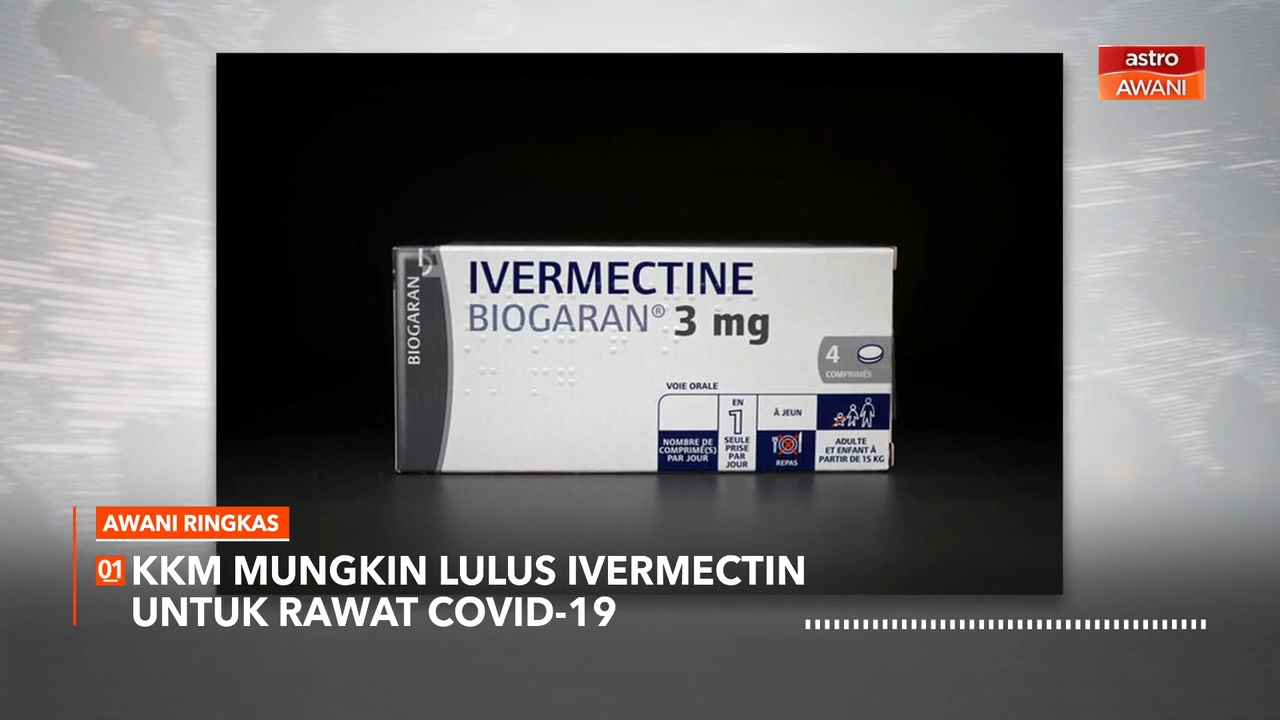 astro
AWANI
BIOGARAN
IVERMECTINE
BIOGARAN® 3 mg
4
COMPRIMÉS
VOIE ORALE
NOMBRE DE
COMPRIMÉ(S)
PAR JOUR
EN
1
SEULE
PRISE
PAR
JOUR
À JEUN
REPAS
ADULTE
ET ENFANT À
PARTIR DE 15 KG
AWANI RINGKAS
01 KKM MUNGKIN LULUS IVERMECTIN
UNTUK RAWAT COVID-19